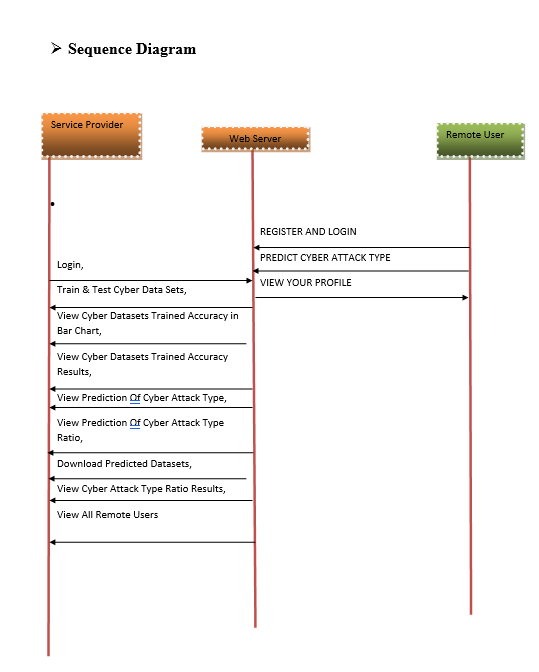 ➢ Sequence Diagram
Service Provider
Web Server
Remote User
REGISTER AND LOGIN
PREDICT CYBER ATTACK TYPE
VIEW YOUR PROFILE
Login,
Train & Test Cyber Data Sets,
View Cyber Datasets Trained Accuracy in
Bar Chart,
View Cyber Datasets Trained Accuracy
Results,
View Prediction Of Cyber Attack Type,
View Prediction Of Cyber Attack Type
Ratio,
Download Predicted Datasets,
View Cyber Attack Type Ratio Results,
View All Remote Users